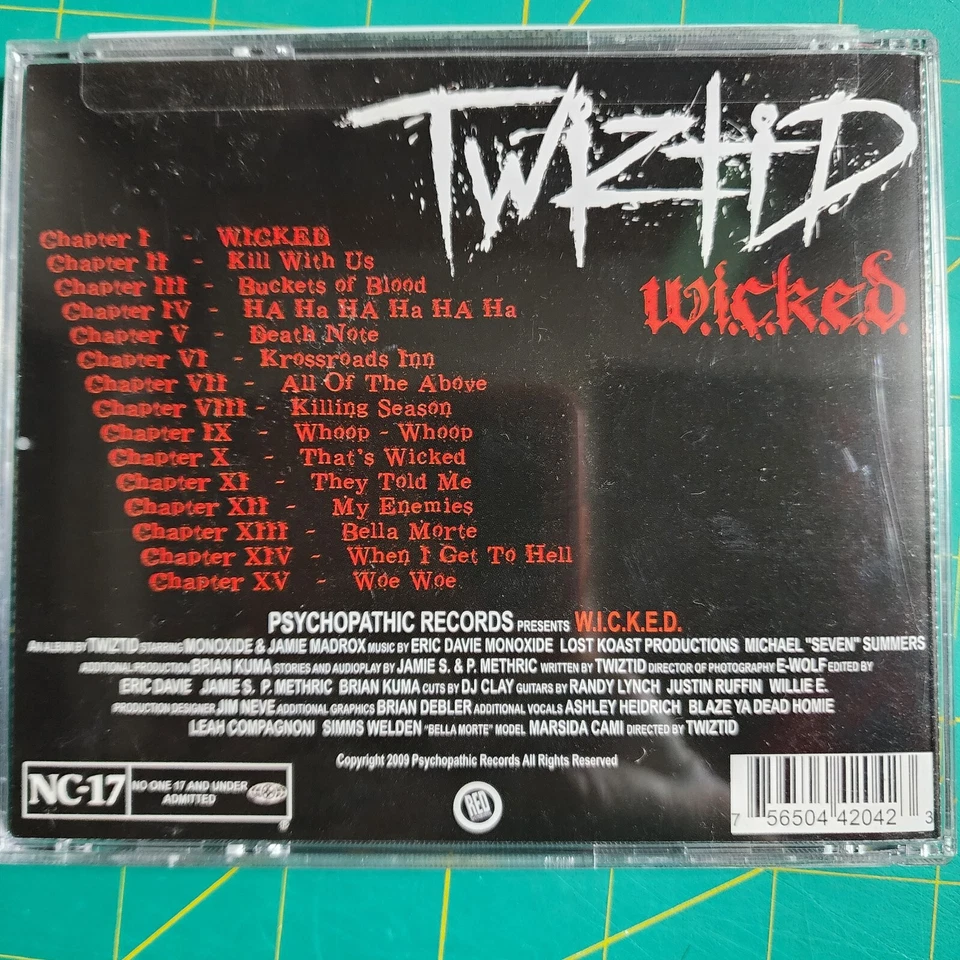 TWIZTID
w.i.c.k.e.d.
Chapter I - W.I.C.K.E.D
Chapter II - Kill With Us
Chapter III - Buckets of Blood
Chapter IV - HA Ha HA Ha HA Ha
Chapter V - Death Note
Chapter VI - Krossroads Inn
Chapter VII - All Of The Above
Chapter VIII - Killing Season
Chapter IX - Whoop - Whoop
Chapter X - That's Wicked
Chapter XI - They Told Me
Chapter XII - My Enemies
Chapter XIII - Bella Morte
Chapter XIV - When I Get To Hell
Chapter XV - Woe Woe
PSYCHOPATHIC RECORDS PRESENTS W.I.C.K.E.D.
AN ALBUM BY TWIZTID STARRING MONOXIDE & JAMIE MADROX MUSIC BY ERIC DAVIE MONOXIDE LOST KOAST PRODUCTIONS MICHAEL "SEVEN" SUMMERS
ADDITIONAL PRODUCTION BRIAN KUMA STORIES AND AUDIOPLAY BY JAMIE S. & P. METHRIC WRITTEN BY TWIZTID DIRECTOR OF PHOTOGRAPHY E-WOLF EDITED BY
ERIC DAVIE JAMIE S. P. METHRIC BRIAN KUMA CUTS BY DJ CLAY GUITARS BY RANDY LYNCH JUSTIN RUFFIN WILLIE E.
PRODUCTION DESIGNER JIM NEVE ADDITIONAL GRAPHICS BRIAN DEBLER ADDITIONAL VOCALS ASHLEY HEIDRICH BLAZE YA DEAD HOMIE
LEAH COMPAGNONI SIMMS WELDEN "BELLA MORTE" MODEL MARSIDA CAMI DIRECTED BY TWIZTID
Copyright 2009 Psychopathic Records All Rights Reserved
NC-17
NO ONE 17 AND UNDER
ADMITTED
RED
7 56504 42042 3